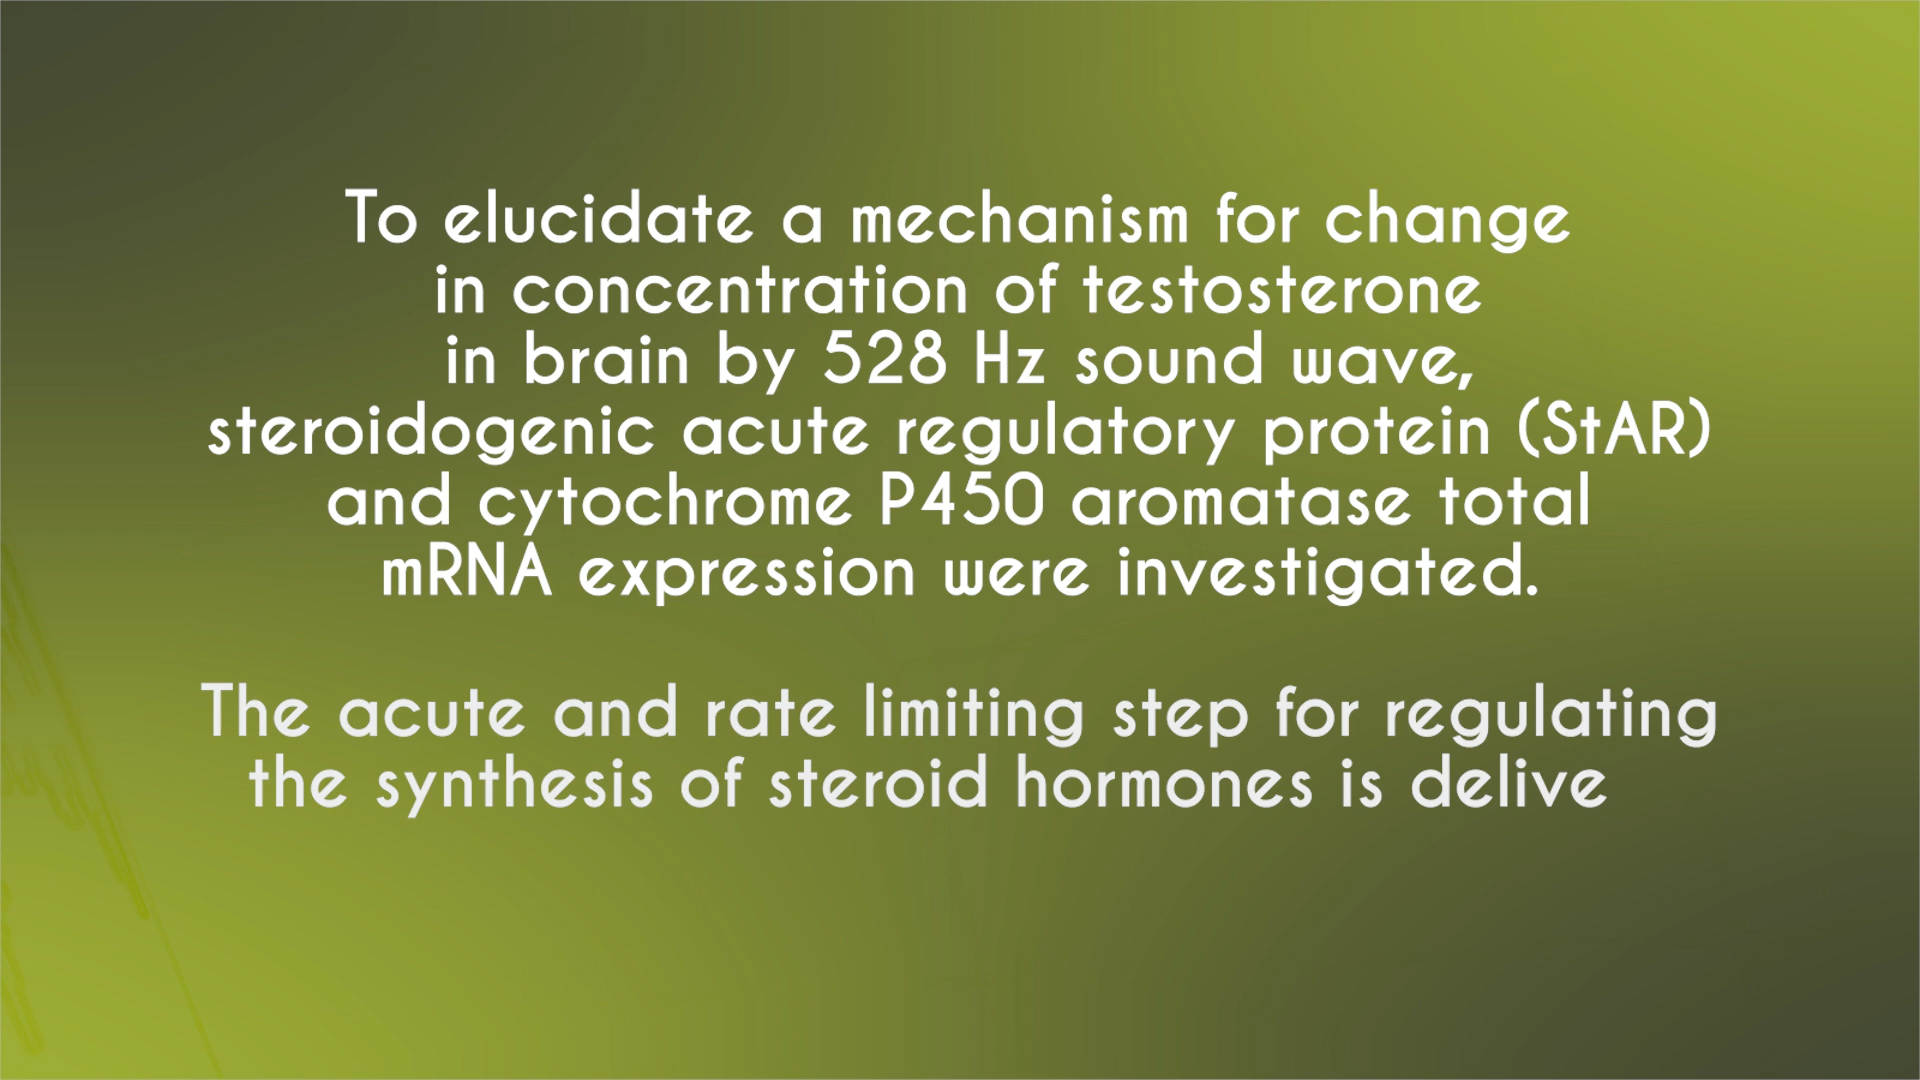 To elucidate a mechanism for change
in concentration of testosterone
in brain by 528 Hz sound wave,
steroidogenic acute regulatory protein (StAR)
and cytochrome P450 aromatase total
mRNA expression were investigated.
The acute and rate limiting step for regulating
the synthesis of steroid hormones is delive